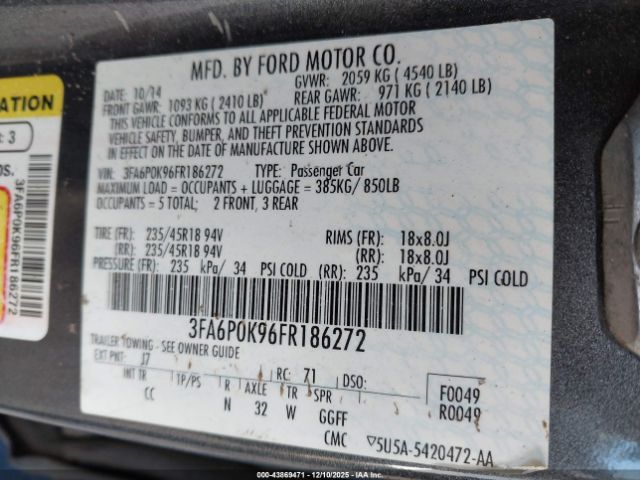 MFD. BY FORD MOTOR CO.
DATE: 10/14
GVWR: 2059 KG ( 4540 LB)
FRONT GAWR: 1093 KG ( 2410 LB)
REAR GAWR: 971 KG ( 2140 LB)
THIS VEHICLE CONFORMS TO ALL APPLICABLE FEDERAL MOTOR
VEHICLE SAFETY, BUMPER, AND THEFT PREVENTION STANDARDS
IN EFFECT ON THE DATE OF MANUFACTURE SHOWN ABOVE.
VIN: 3FA6P0K96FR186272 TYPE: Passenger Car
MAXIMUM LOAD = OCCUPANTS + LUGGAGE = 385KG/ 850LB
OCCUPANTS = 5 TOTAL; 2 FRONT, 3 REAR
TIRE (FR): 235/45R18 94V RIMS (FR): 18x8.0J
(RR): 235/45R18 94V (RR): 18x8.0J
PRESSURE (FR): 235 kPa/ 34 PSI COLD (RR): 235 kPa/ 34 PSI COLD
3FA6P0K96FR186272
TRAILER TOWING - SEE OWNER GUIDE
EXT PNT: J7 RC: 71 DSO: F0049
INT TR TP/PS R AXLE TR SPR R0049
CC N 32 W GGFF
CMC ▽5U5A-5420472-AA
ATION
: 3
OS.
3FA6P0K96FR186272
000-43869471 - 12/10/2025 - IAAI.COM